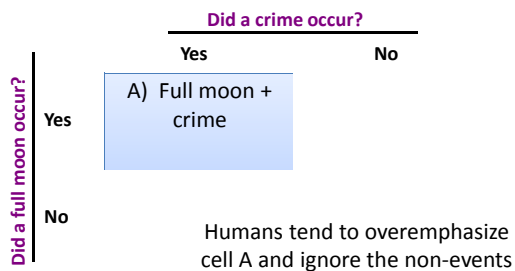 Did a crime occur?
Yes
No
Did a full moon occur?
Yes
A) Full moon +
crime
No
Humans tend to overemphasize
cell A and ignore the non-events